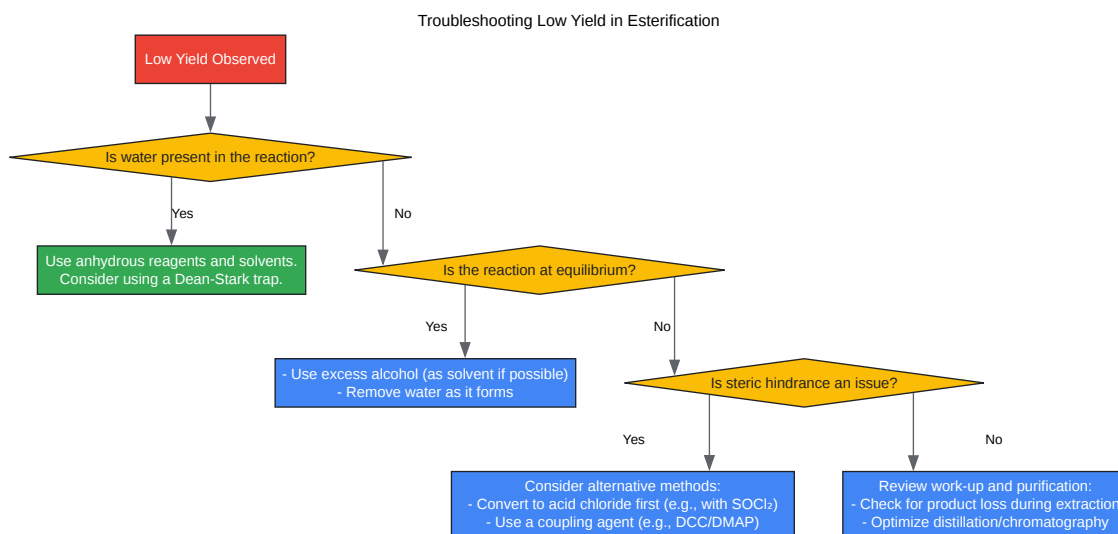 Troubleshooting Low Yield in Esterification
Low Yield Observed
Is water present in the reaction?
Yes
No
Use anhydrous reagents and solvents.
Consider using a Dean-Stark trap.
Is the reaction at equilibrium?
Yes
No
- Use excess alcohol (as solvent if possible)
- Remove water as it forms
Is steric hindrance an issue?
Yes
No
Consider alternative methods:
- Convert to acid chloride first (e.g., with SOCl₂)
- Use a coupling agent (e.g., DCC/DMAP)
Review work-up and purification:
- Check for product loss during extraction
- Optimize distillation/chromatography